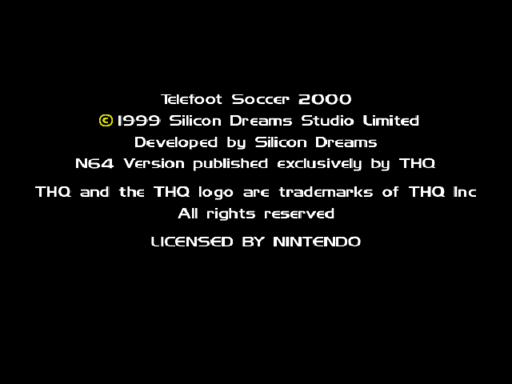 Telefoot Soccer 2000
©1999 Silicon Dreams Studio Limited
Developed by Silicon Dreams
N64 Version published exclusively by THQ
THQ and the THQ logo are trademarks of THQ Inc
All rights reserved
LICENSED BY NINTENDO